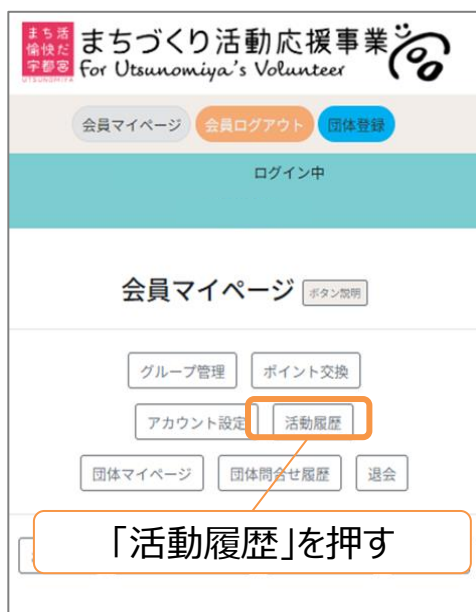 まち活
愉快だ
宇都宮
UTSUNOMIYA
まちづくり活動応援事業
for Utsunomiya's Volunteer
会員マイページ 会員ログアウト 団体登録
ログイン中
会員マイページ ボタン説明
グループ管理 ポイント交換
アカウント設定 活動履歴
団体マイページ 団体問合せ履歴 退会
「活動履歴」を押す